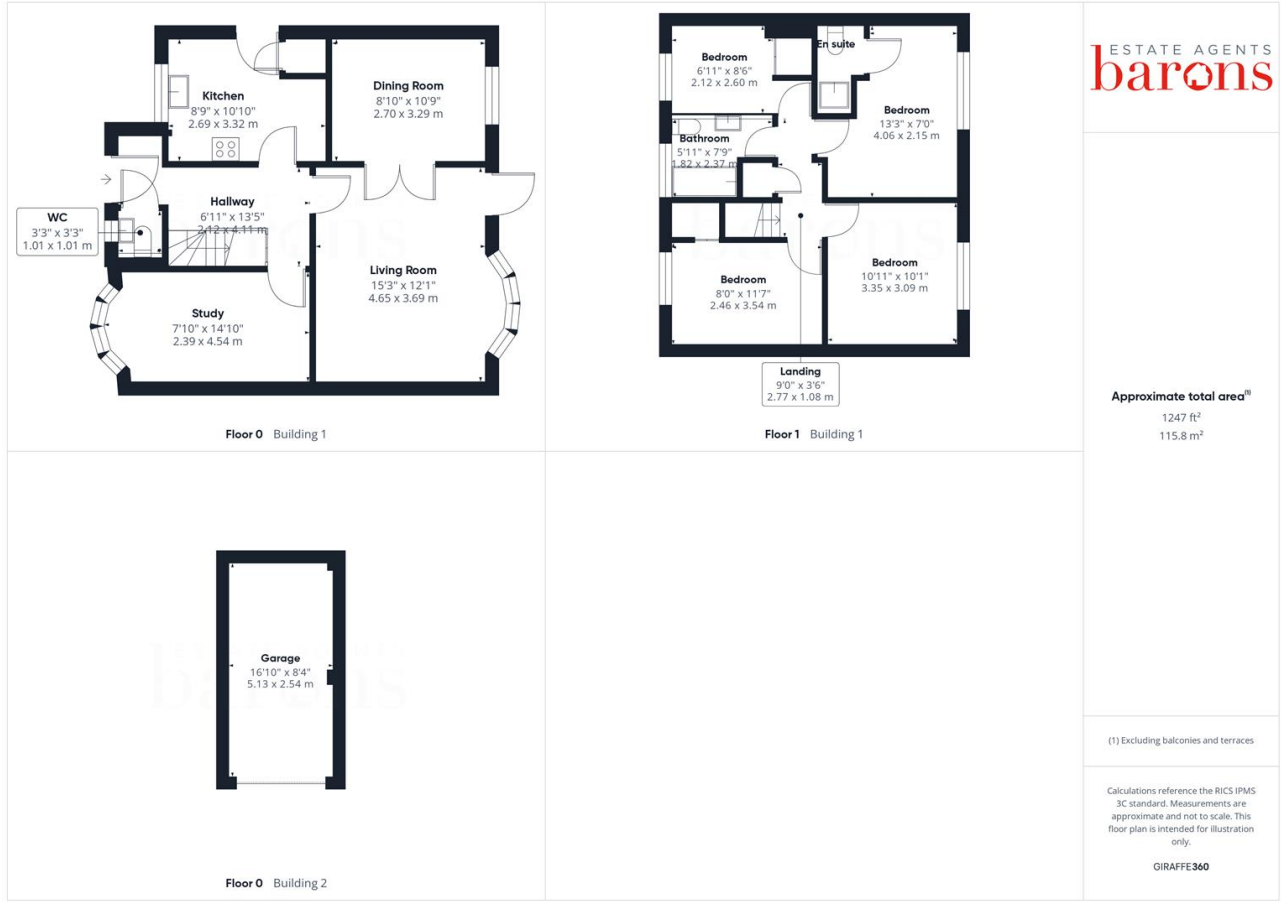 Kitchen
8'9" x 10'10"
2.69 x 3.32 m
Dining Room
8'10" x 10'9"
2.70 x 3.29 m
WC
3'3" x 3'3"
1.01 x 1.01 m
Hallway
6'11" x 13'5"
2.12 x 4.11 m
Living Room
15'3" x 12'1"
4.65 x 3.69 m
Study
7'10" x 14'10"
2.39 x 4.54 m
Floor 0 Building 1
Bedroom
6'11" x 8'6"
2.12 x 2.60 m
En suite
Bedroom
13'3" x 7'0"
4.06 x 2.15 m
Bathroom
5'11" x 7'9"
1.82 x 2.37 m
Bedroom
8'0" x 11'7"
2.46 x 3.54 m
Bedroom
10'11" x 10'1"
3.35 x 3.09 m
Landing
9'0" x 3'6"
2.77 x 1.08 m
Floor 1 Building 1
Garage
16'10" x 8'4"
5.13 x 2.54 m
barons
Floor 0 Building 2
ESTATE AGENTS
barons
Approximate total area(1)
1247 ft²
115.8 m²
(1) Excluding balconies and terraces
Calculations reference the RICS IPMS
3C standard. Measurements are
approximate and not to scale. This
floor plan is intended for illustration
only.
GIRAFFE360